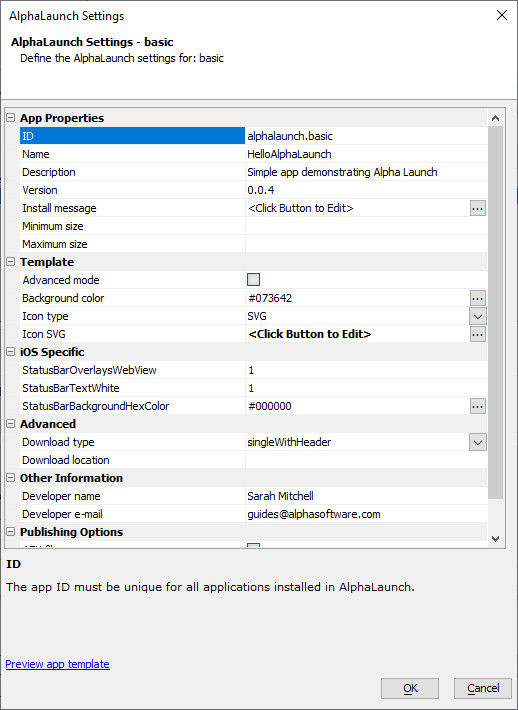 AlphaLaunch Settings
AlphaLaunch Settings - basic
Define the AlphaLaunch settings for: basic
App Properties
ID alphalaunch.basic
Name HelloAlphaLaunch
Description Simple app demonstrating Alpha Launch
Version 0.0.4
Install message <Click Button to Edit> ...
Minimum size
Maximum size
Template
Advanced mode
Background color #073642 ...
Icon type SVG
Icon SVG <Click Button to Edit> ...
iOS Specific
StatusBarOverlaysWebView 1
StatusBarTextWhite 1
StatusBarBackgroundHexColor #000000 ...
Advanced
Download type singleWithHeader
Download location
Other Information
Developer name Sarah Mitchell
Developer e-mail guides@alphasoftware.com
Publishing Options
ID
The app ID must be unique for all applications installed in AlphaLaunch.
Preview app template
OK Cancel